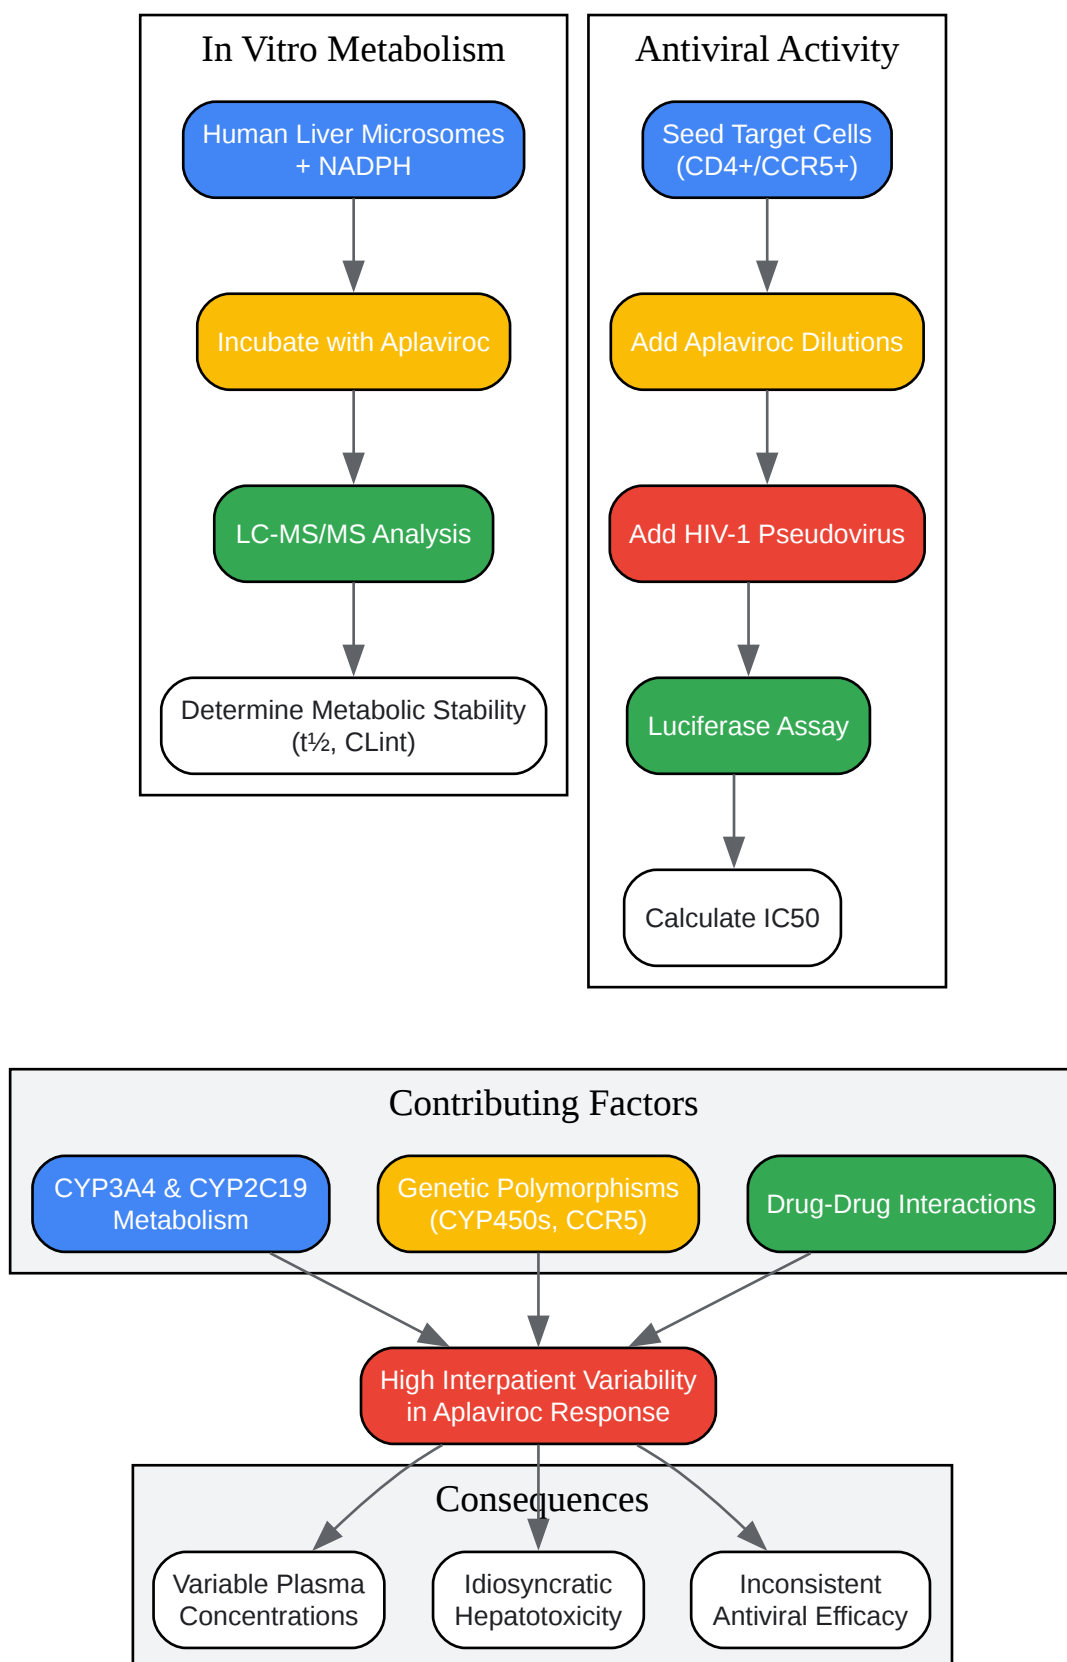 In Vitro Metabolism
Human Liver Microsomes
+ NADPH
Incubate with Aplaviroc
LC-MS/MS Analysis
Determine Metabolic Stability
(t½, CLint)
Antiviral Activity
Seed Target Cells
(CD4+/CCR5+)
Add Aplaviroc Dilutions
Add HIV-1 Pseudovirus
Luciferase Assay
Calculate IC50
Contributing Factors
CYP3A4 & CYP2C19
Metabolism
Genetic Polymorphisms
(CYP450s, CCR5)
Drug-Drug Interactions
High Interpatient Variability
in Aplaviroc Response
Consequences
Variable Plasma
Concentrations
Idiosyncratic
Hepatotoxicity
Inconsistent
Antiviral Efficacy